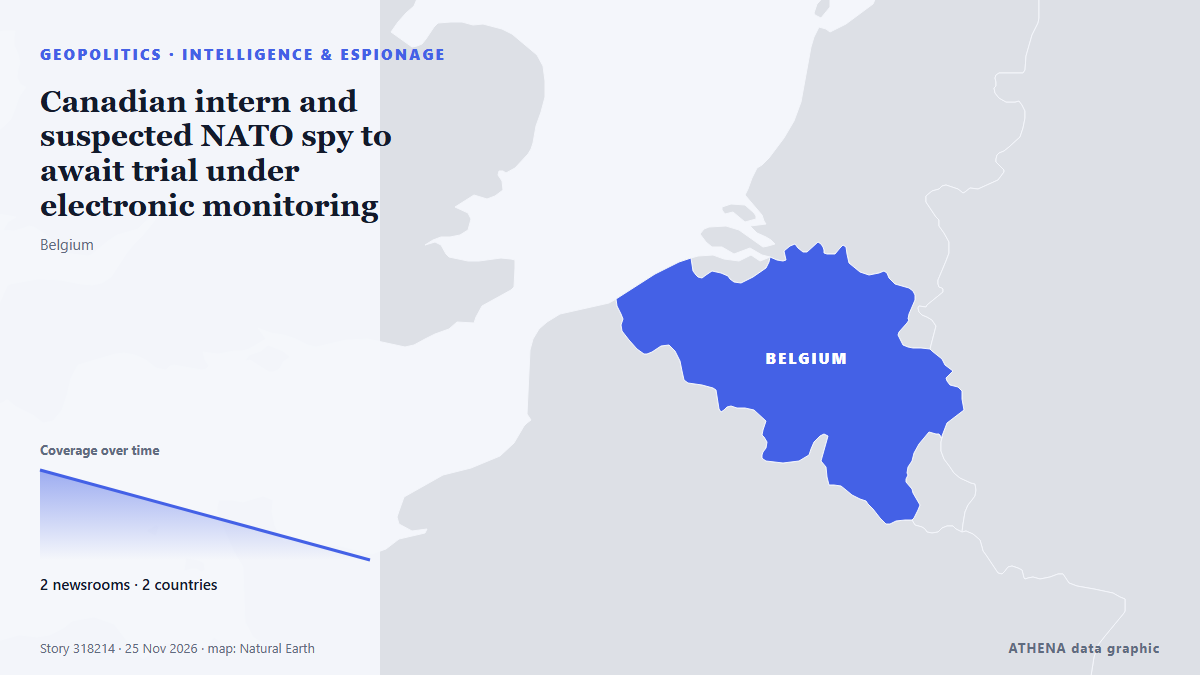 GEOPOLITICS · INTELLIGENCE & ESPIONAGE
Canadian intern and
suspected NATO spy to
await trial under
electronic monitoring
Belgium
BELGIUM
Coverage over time
2 newsrooms · 2 countries
Story 318214 · 25 Nov 2026 · map: Natural Earth
ATHENA data graphic